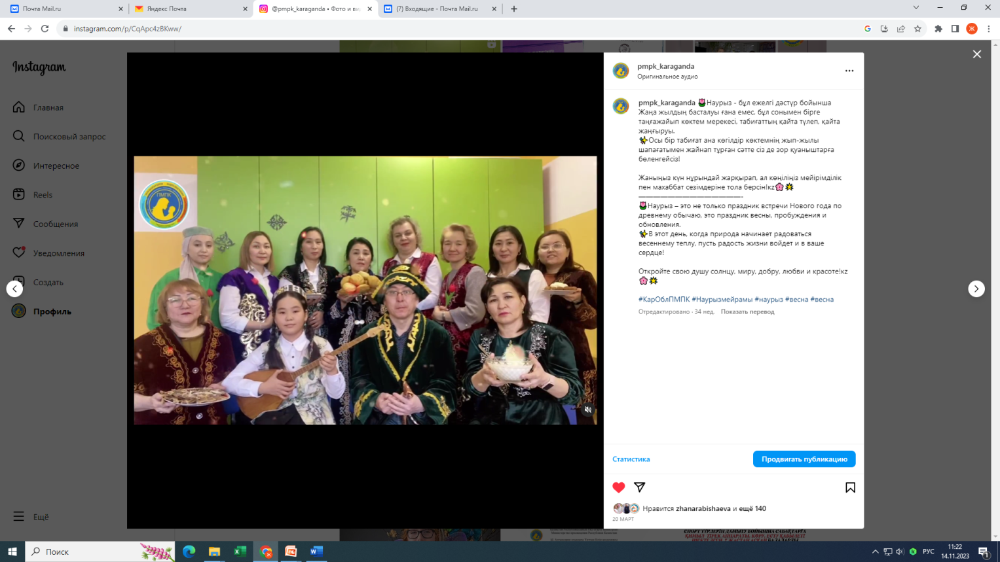 Почта Mail.ru
Яндекс Почта
@pmpk_karaganda • Фото и ви
(7) Входящие - Почта Mail.ru
instagram.com/p/CqApc4zBKww/
Instagram
Главная
Поисковый запрос
Интересное
Reels
Сообщения
Уведомления
Создать
Профиль
Ещё
ПМПК
pmpk_karaganda
Оригинальное аудио
pmpk_karaganda 🌷Наурыз - бұл ежелгі дәстүр бойынша
Жаңа жылдың басталуы ғана емес, бұл сонымен бірге
таңғажайып көктем мерекесі, табиғаттың қайта түлеп, қайта
жаңғыруы.
✨Осы бір табиғат ана көгілдір көктемнің жып-жылы
шапағатымен жайнап тұрған сәтте сіз де зор қуаныштарға
бөленгейсіз!
Жаныңыз күн нұрындай жарқырап, ал көңіліңіз мейірімділік
пен махаббат сезімдеріне тола берсін!кz🌸🌟
——————————————-
🌷Наурыз – это не только праздник встречи Нового года по
древнему обычаю, это праздник весны, пробуждения и
обновления.
✨В этот день, когда природа начинает радоваться
весеннему теплу, пусть радость жизни войдет и в ваше
сердце!
Откройте свою душу солнцу, миру, добру, любви и красоте!кz
🌸🌟
#КарОблПМПК #Наурызмейрамы #наурыз #весна #весна
Отредактировано · 34 нед. Показать перевод
Статистика
Продвигать публикацию
Нравится zhanarabishaeva и ещё 140
20 МАРТ
Поиск
РУС
11:22
14.11.2023